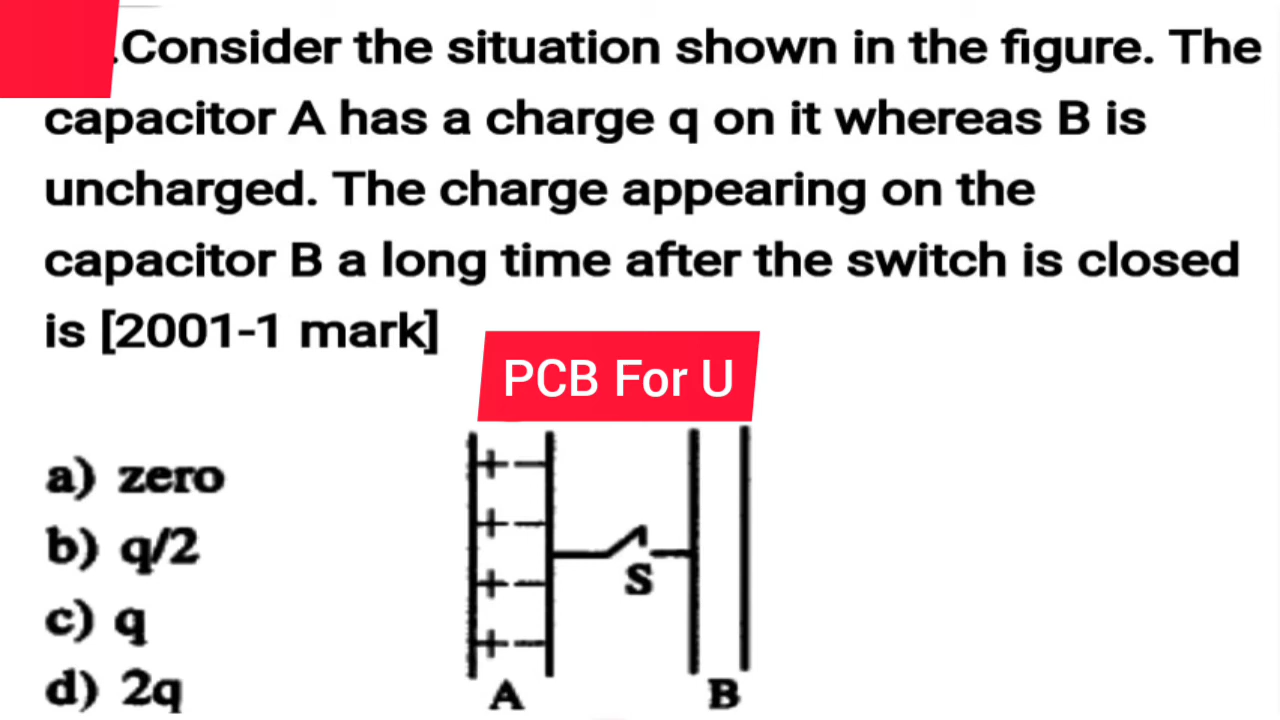 .Consider the situation shown in the figure. The
capacitor A has a charge q on it whereas B is
uncharged. The charge appearing on the
capacitor B a long time after the switch is closed
is [2001-1 mark]
PCB For U
a) zero
b) q/2
c) q
d) 2q
+ −
+ −
+ −
+ −
S
A
B